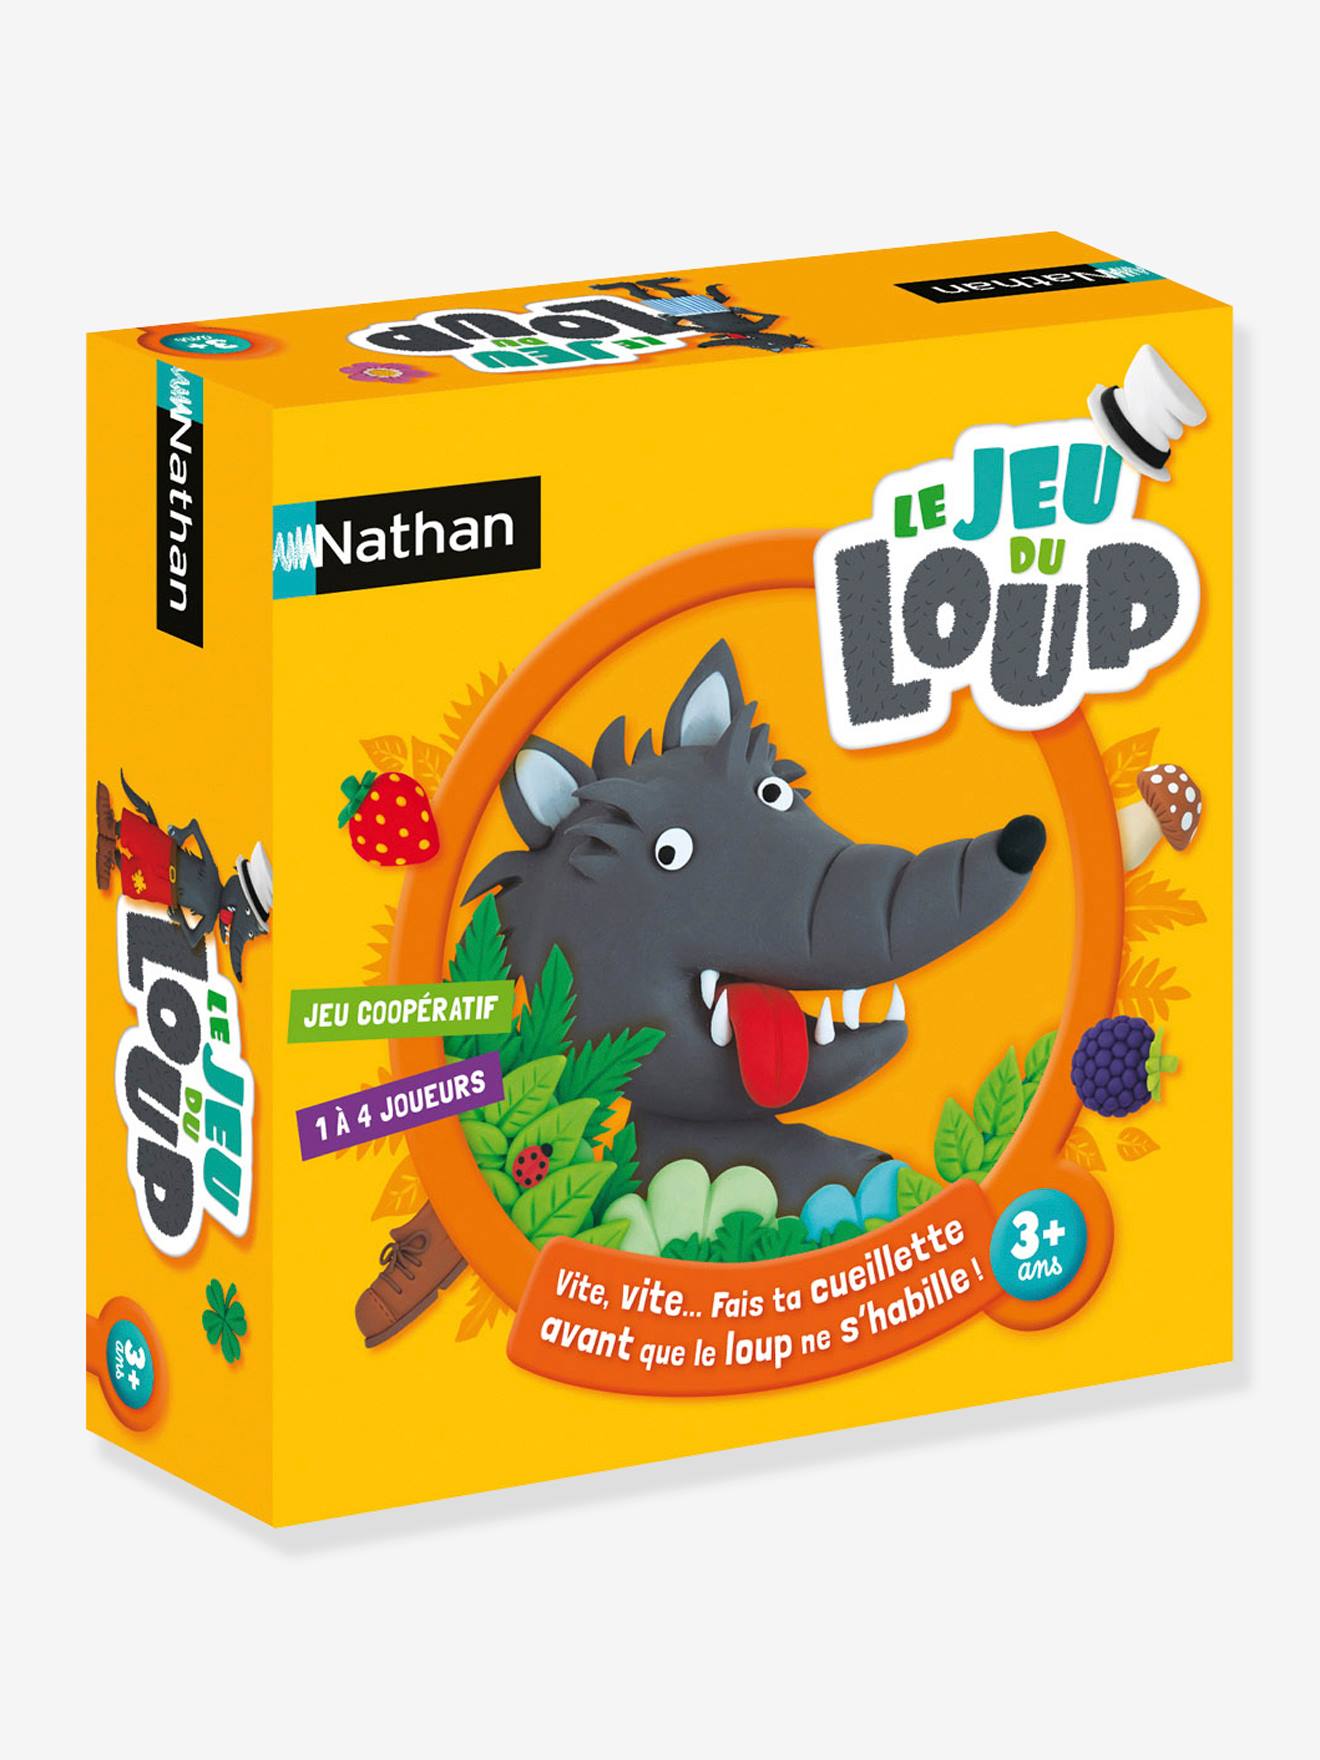 3+
ans
LE JEU
DU
LOUP
Nathan
Nathan
LE JEU
DU
LOUP
3+
ans
Nathan
LE JEU
DU
LOUP
JEU COOPÉRATIF
1 À 4 JOUEURS
Vite, vite... Fais ta cueillette
avant que le loup ne s'habille !
3+
ans